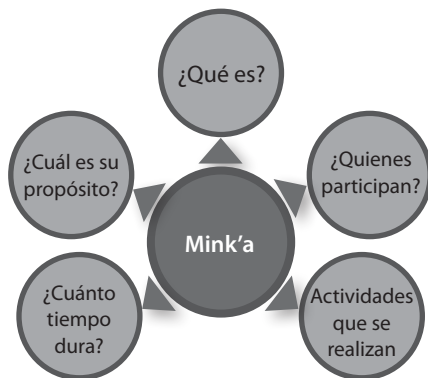 ¿Qué es?
¿Cuál es su
propósito?
¿Quienes
participan?
Mink’a
¿Cuánto
tiempo
dura?
Actividades
que se
realizan